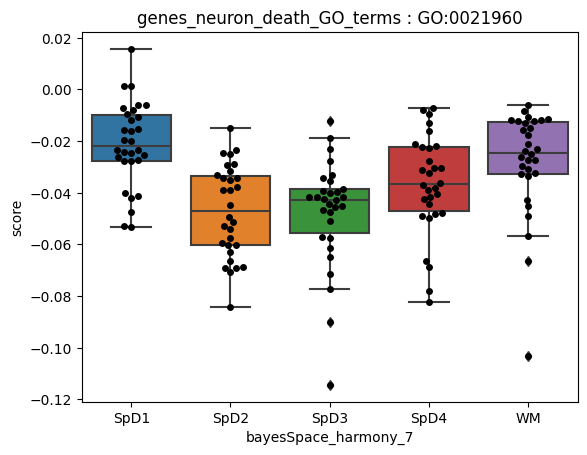 genes_neuron_death_GO_terms : GO:0021960
score
0.02
0.00
−0.02
−0.04
−0.06
−0.08
−0.10
−0.12
SpD1 SpD2 SpD3 SpD4 WM
bayesSpace_harmony_7